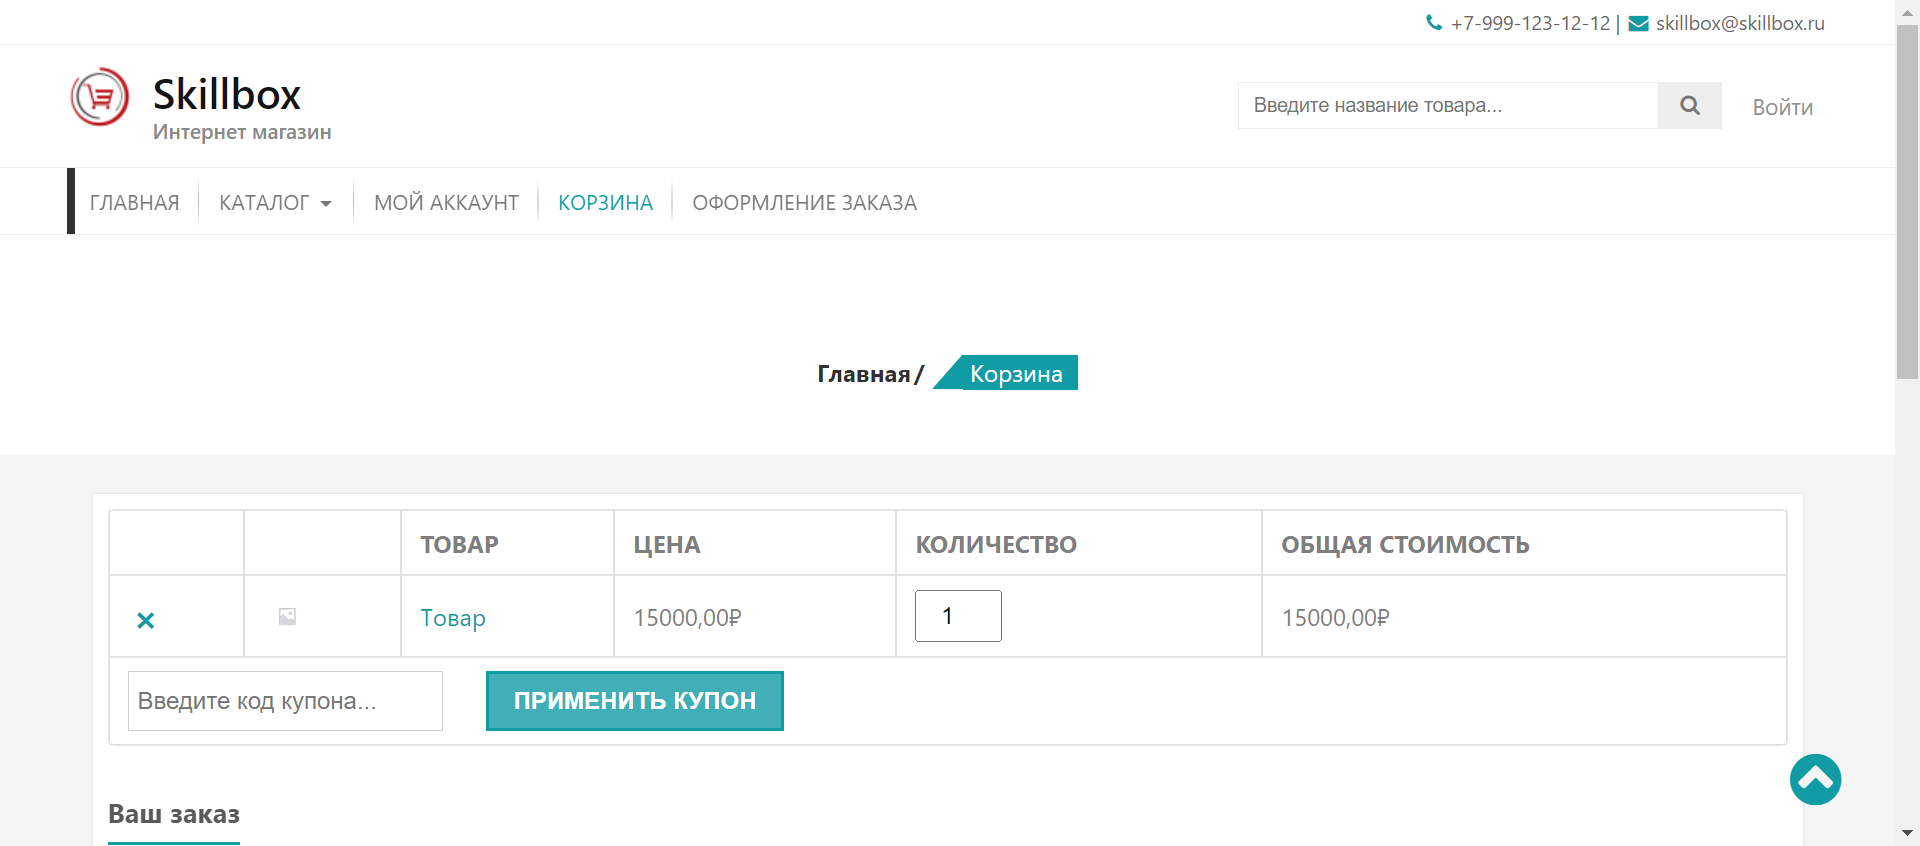 +7-999-123-12-12 | skillbox@skillbox.ru
Skillbox
Интернет магазин
Введите название товара...
Войти
ГЛАВНАЯ КАТАЛОГ МОЙ АККАУНТ КОРЗИНА ОФОРМЛЕНИЕ ЗАКАЗА
Главная/ Корзина
ТОВАР ЦЕНА КОЛИЧЕСТВО ОБЩАЯ СТОИМОСТЬ
Товар 15000,00₽ 1 15000,00₽
Введите код купона... ПРИМЕНИТЬ КУПОН
Ваш заказ